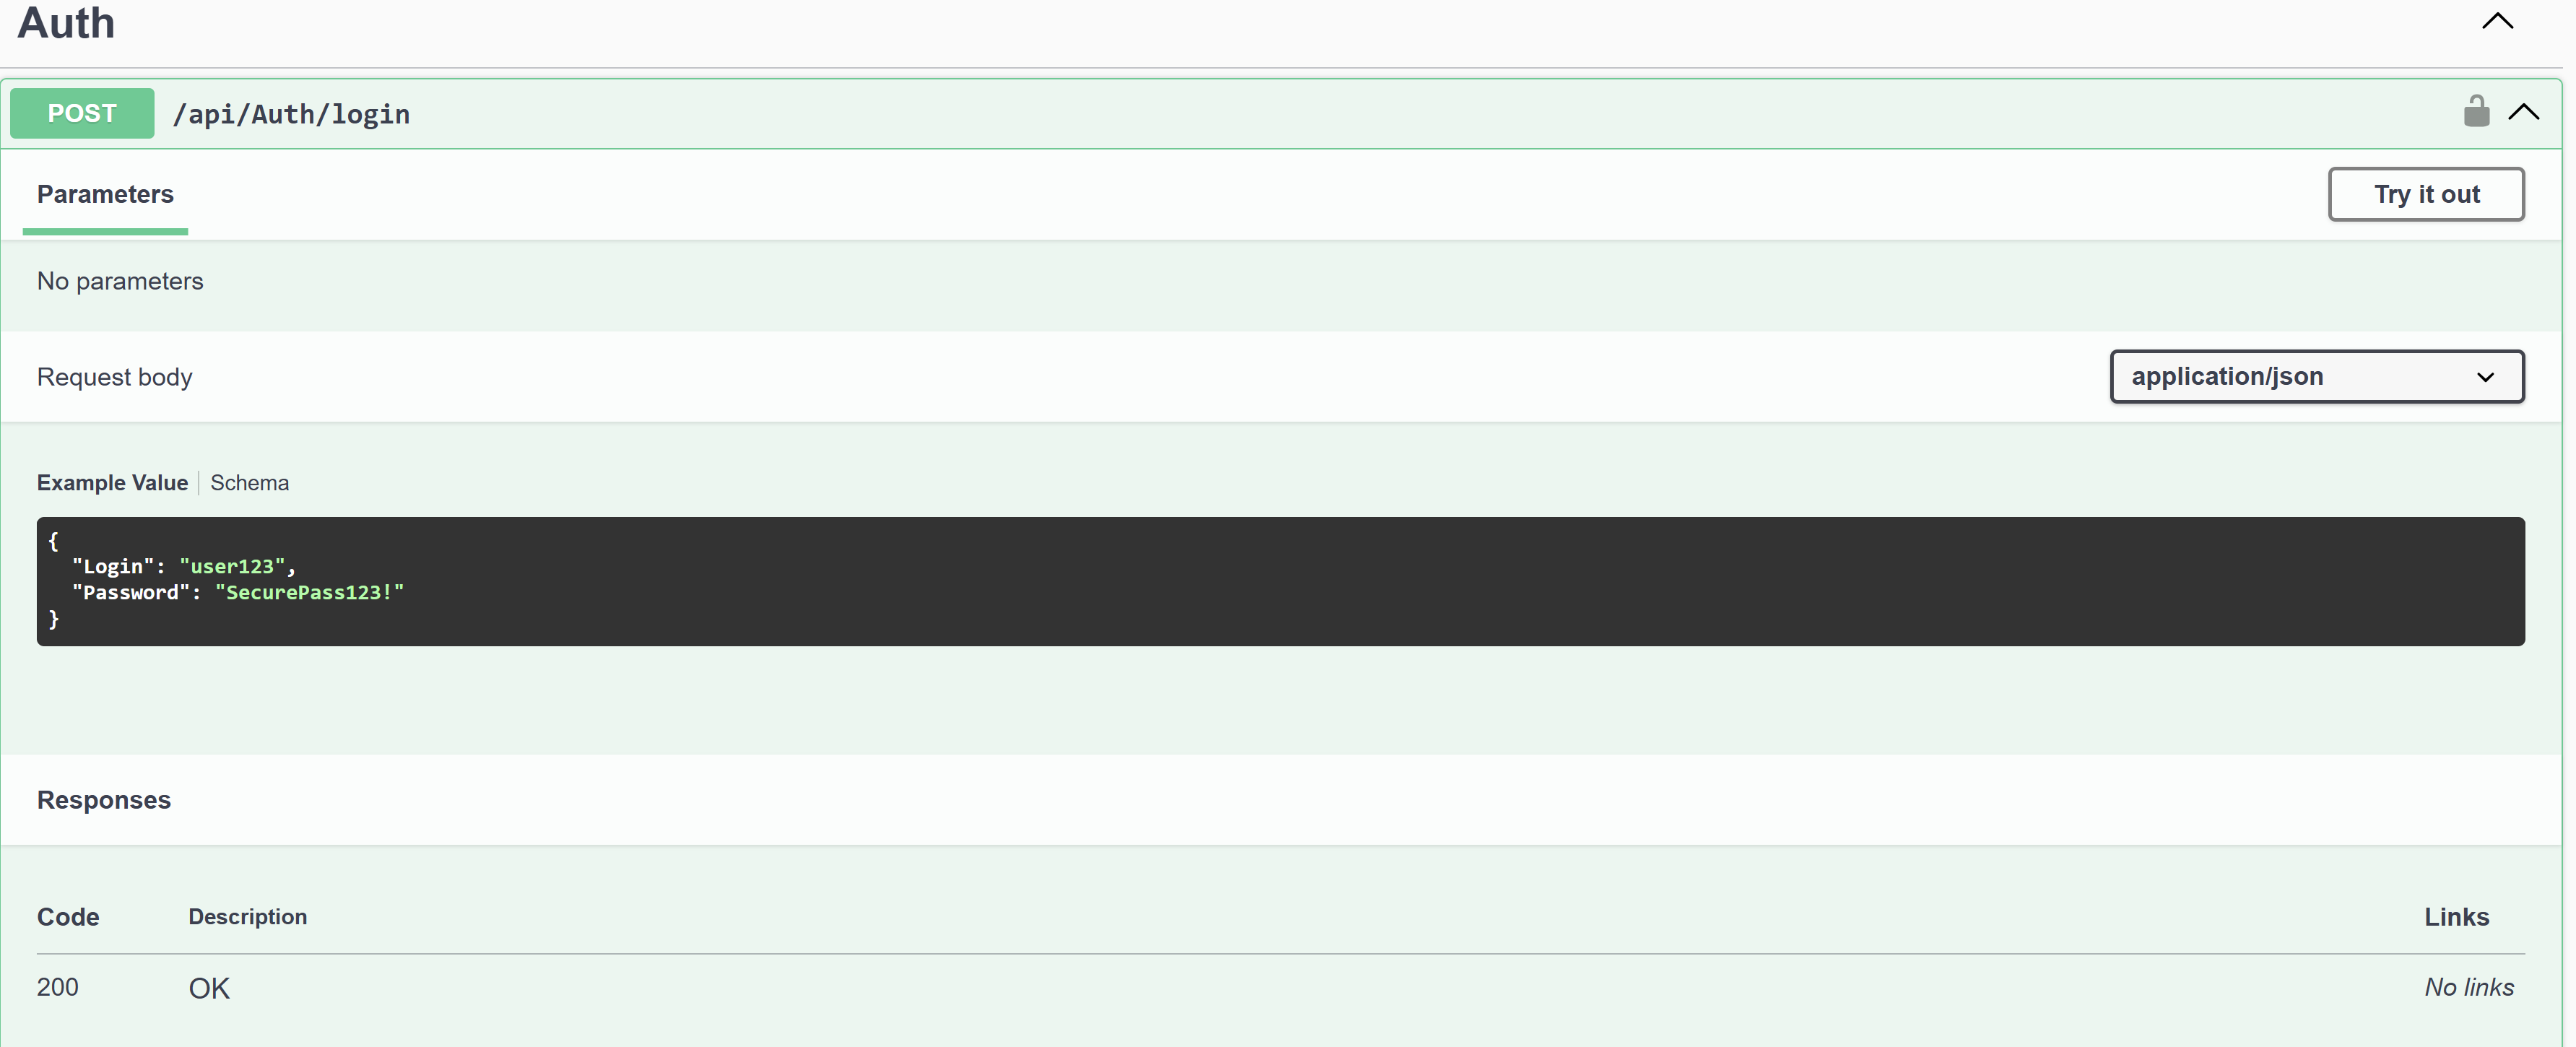 Auth
POST /api/Auth/login
Parameters
Try it out
No parameters
Request body
application/json
Example Value
Schema
{
  "Login": "user123",
  "Password": "SecurePass123!"
}
Responses
Code Description Links
200 OK No links